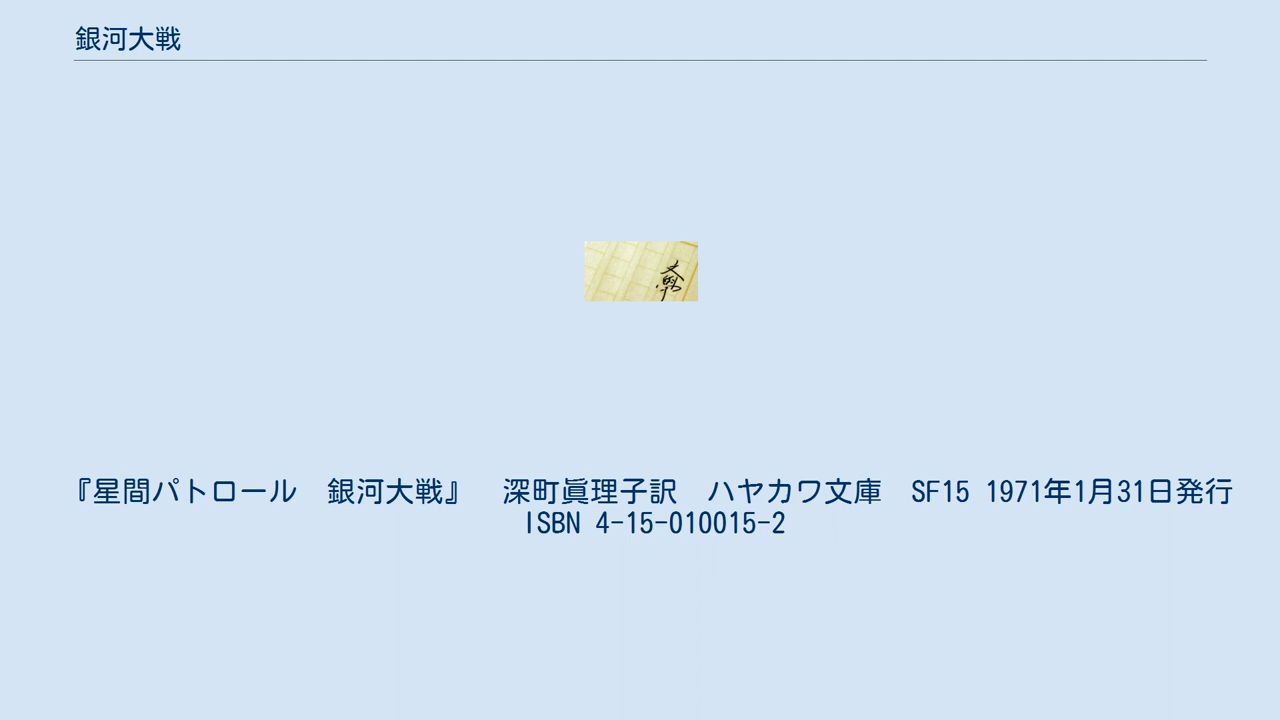 銀河大戦
『星間パトロール　銀河大戦』　深町眞理子訳　ハヤカワ文庫　SF15 1971年1月31日発行
ISBN 4-15-010015-2